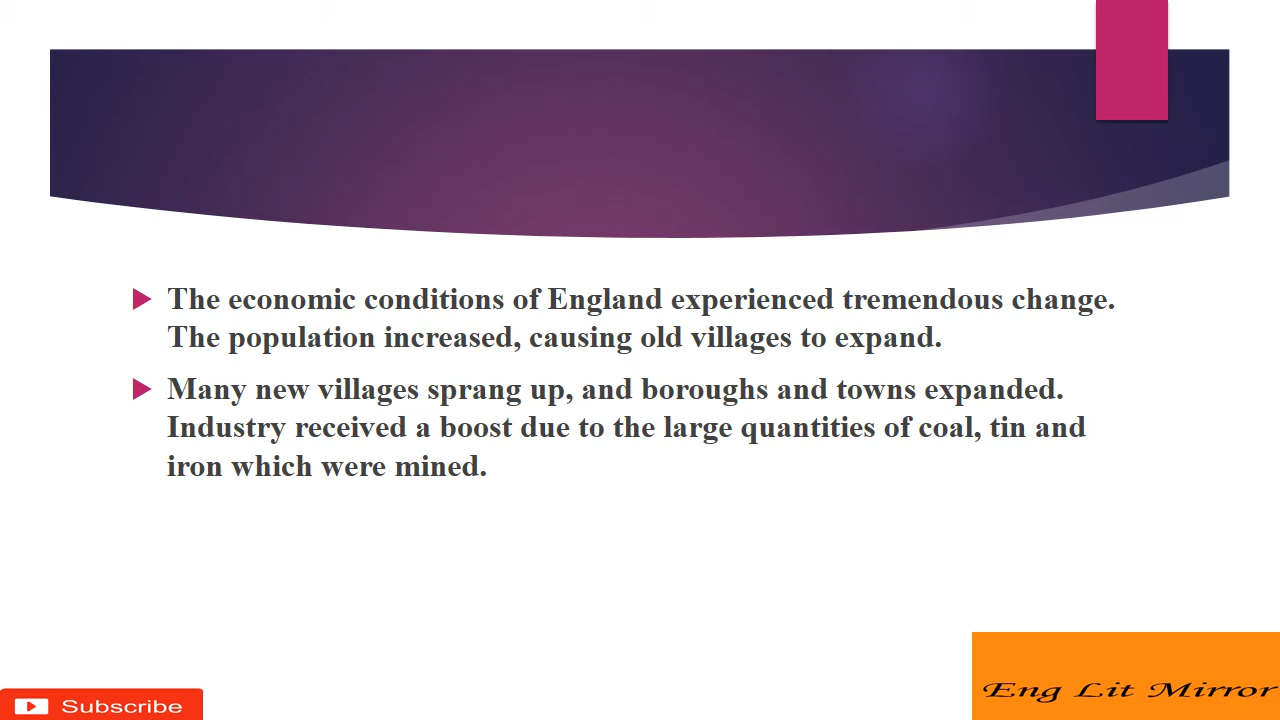 The economic conditions of England experienced tremendous change.
The population increased, causing old villages to expand.
Many new villages sprang up, and boroughs and towns expanded.
Industry received a boost due to the large quantities of coal, tin and
iron which were mined.
Subscribe
Eng Lit Mirror